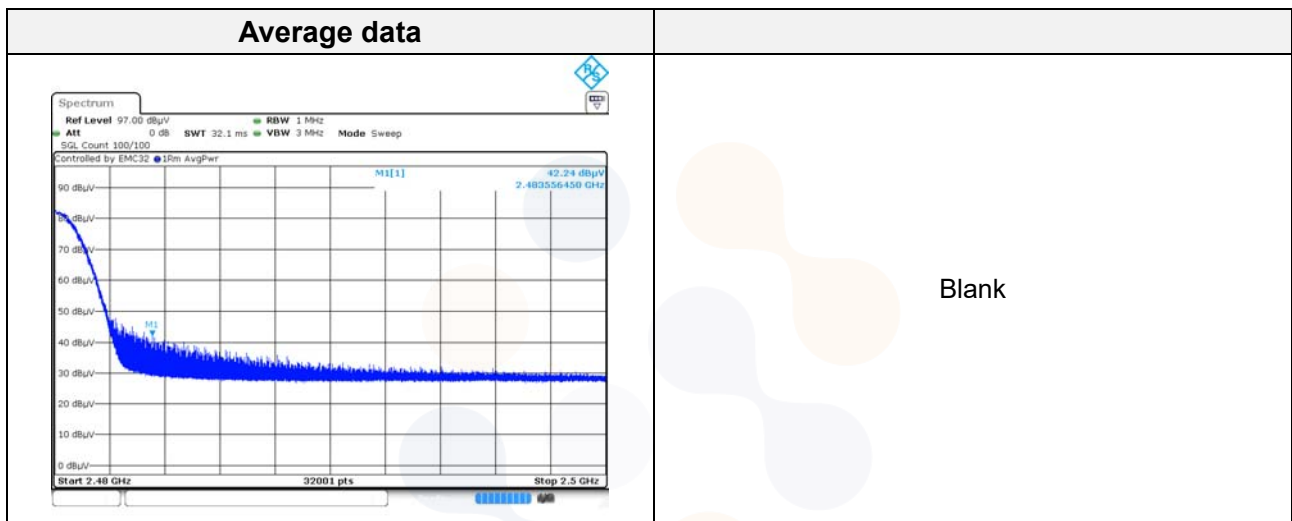 Average data
R&S
Spectrum
Ref Level 97.00 dBµV RBW 1 MHz
Att 0 dB SWT 32.1 ms VBW 3 MHz Mode Sweep
SGL Count 100/100
Controlled by EMC32 1Rm AvgPwr
M1[1] 42.24 dBµV
2.483556450 GHz
90 dBµV
80 dBµV
70 dBµV
60 dBµV
50 dBµV
M1
40 dBµV
30 dBµV
20 dBµV
10 dBµV
0 dBµV
Start 2.48 GHz 32001 pts Stop 2.5 GHz
Blank